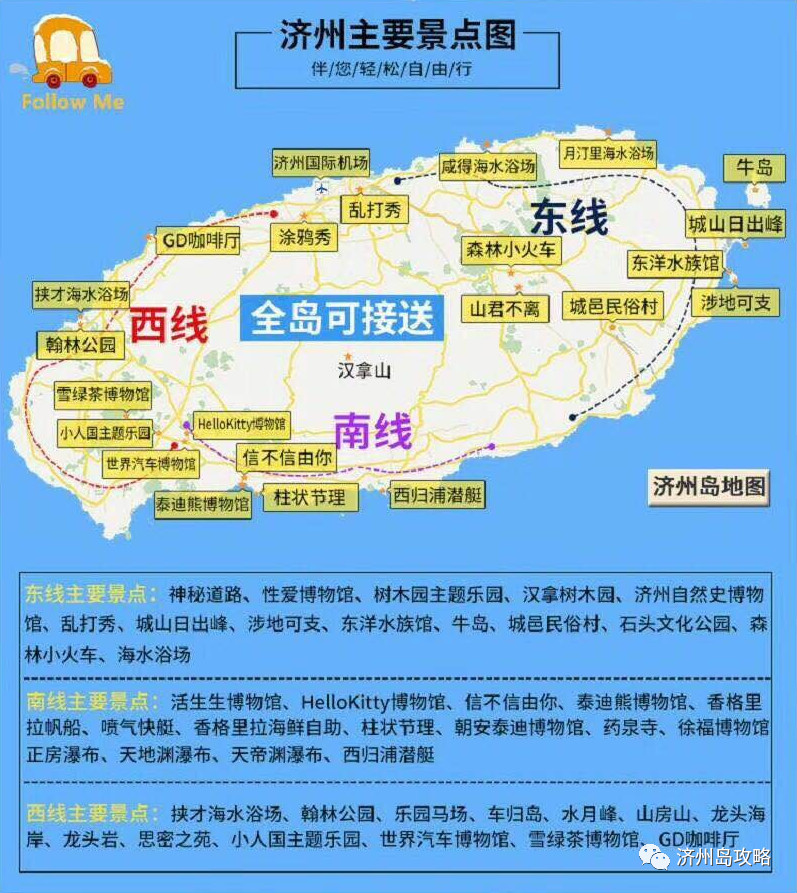 济州主要景点图
伴/您/轻/松/自/由/行
Follow Me
济州国际机场
咸得海水浴场
月汀里海水浴场
牛岛
乱打秀
东线
城山日出峰
GD咖啡厅
涂鸦秀
森林小火车
东洋水族馆
挟才海水浴场
西线
全岛可接送
山君不离
城邑民俗村
涉地可支
翰林公园
汉拿山
雪绿茶博物馆
HelloKitty博物馆
南线
小人国主题乐园
世界汽车博物馆
信不信由你
泰迪熊博物馆
柱状节理
西归浦潜艇
济州岛地图
东线主要景点：神秘道路、性爱博物馆、树木园主题乐园、汉拿树木园、济州自然史博物
馆、乱打秀、城山日出峰、涉地可支、东洋水族馆、牛岛、城邑民俗村、石头文化公园、森
林小火车、海水浴场
南线主要景点：活生生博物馆、HelloKitty博物馆、信不信由你、泰迪熊博物馆、香格里
拉帆船、喷气快艇、香格里拉海鲜自助、柱状节理、朝安泰迪博物馆、药泉寺、徐福博物馆
正房瀑布、天地渊瀑布、天帝渊瀑布、西归浦潜艇
西线主要景点：挟才海水浴场、翰林公园、乐园马场、车归岛、水月峰、山房山、龙头海
岸、龙头岩、思密之苑、小人国主题乐园、世界汽车博物馆、雪绿茶博物馆、GD咖啡厅
济州岛攻略